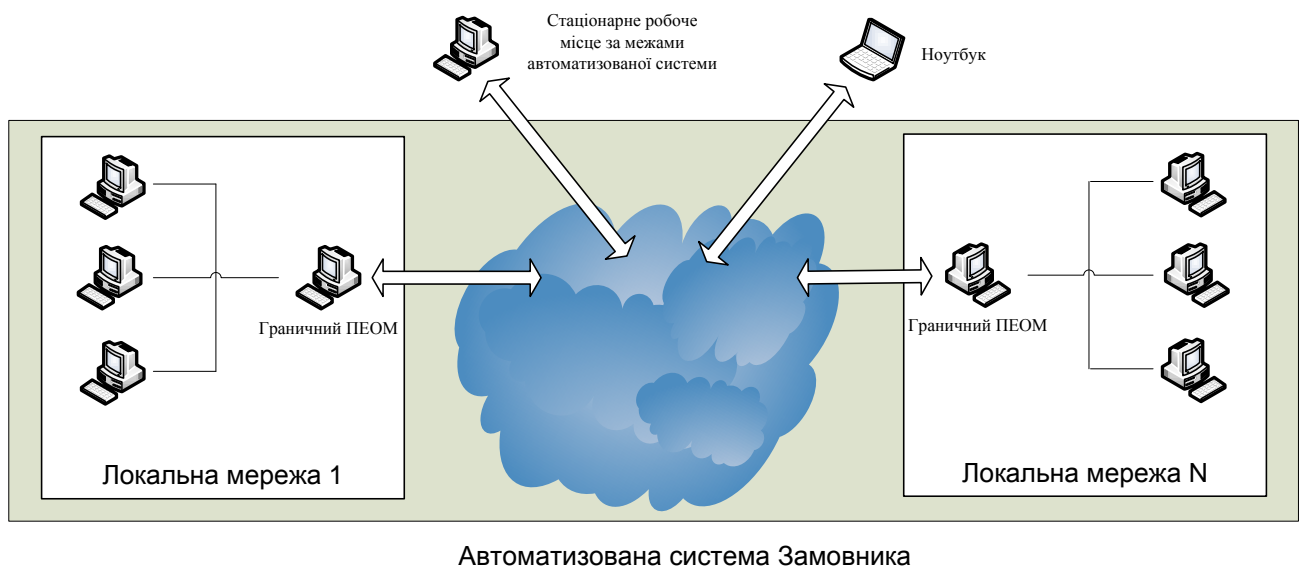 Стаціонарне робоче
місце за межами
автоматизованої системи
Ноутбук
Граничний ПЕОМ
Граничний ПЕОМ
Локальна мережа 1
Локальна мережа N
Автоматизована система Замовника